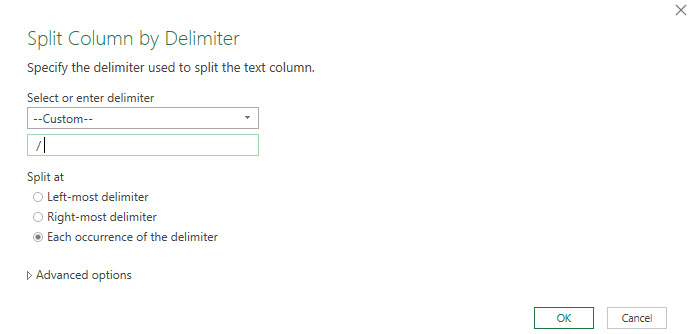 Split Column by Delimiter
Specify the delimiter used to split the text column.
Select or enter delimiter
--Custom--
/
Split at
Left-most delimiter
Right-most delimiter
Each occurrence of the delimiter
Advanced options
OK Cancel